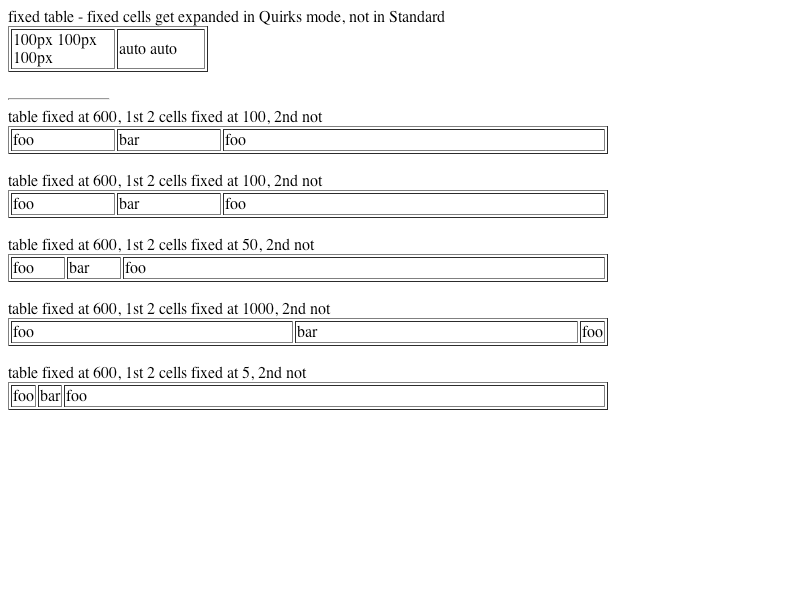 fixed table - fixed cells get expanded in Quirks mode, not in Standard
100px 100px
100px
auto auto
table fixed at 600, 1st 2 cells fixed at 100, 2nd not
foo bar foo
table fixed at 600, 1st 2 cells fixed at 100, 2nd not
foo bar foo
table fixed at 600, 1st 2 cells fixed at 50, 2nd not
foo bar foo
table fixed at 600, 1st 2 cells fixed at 1000, 2nd not
foo bar foo
table fixed at 600, 1st 2 cells fixed at 5, 2nd not
foo bar foo